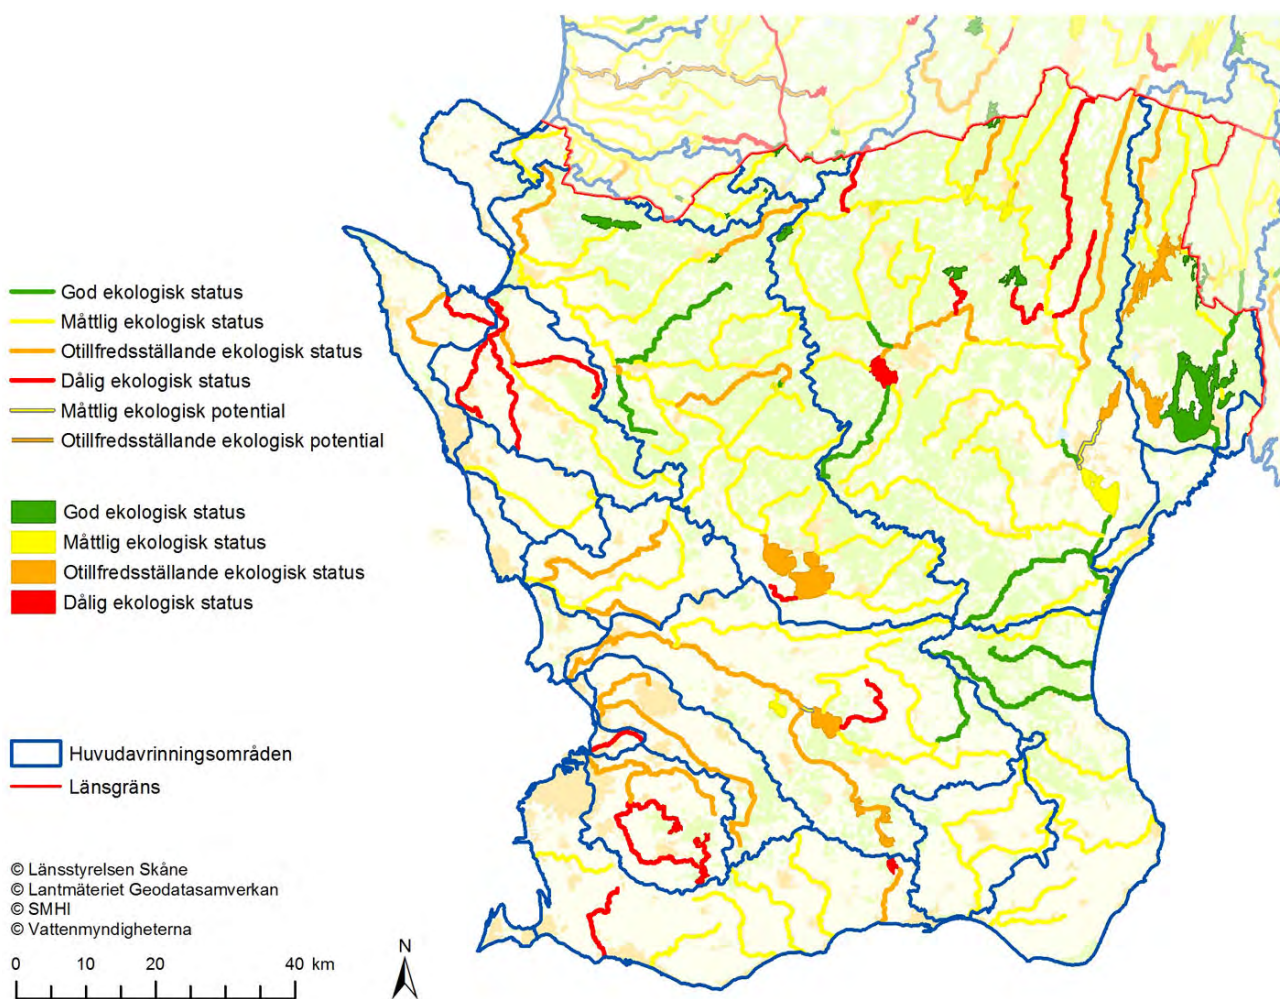 God ekologisk status
Måttlig ekologisk status
Otillfredsställande ekologisk status
Dålig ekologisk status
Måttlig ekologisk potential
Otillfredsställande ekologisk potential
God ekologisk status
Måttlig ekologisk status
Otillfredsställande ekologisk status
Dålig ekologisk status
Huvudavrinningsområden
Länsgräns
© Länsstyrelsen Skåne
© Lantmäteriet Geodatasamverkan
© SMHI
© Vattenmyndigheterna
0 10 20 40 km
N